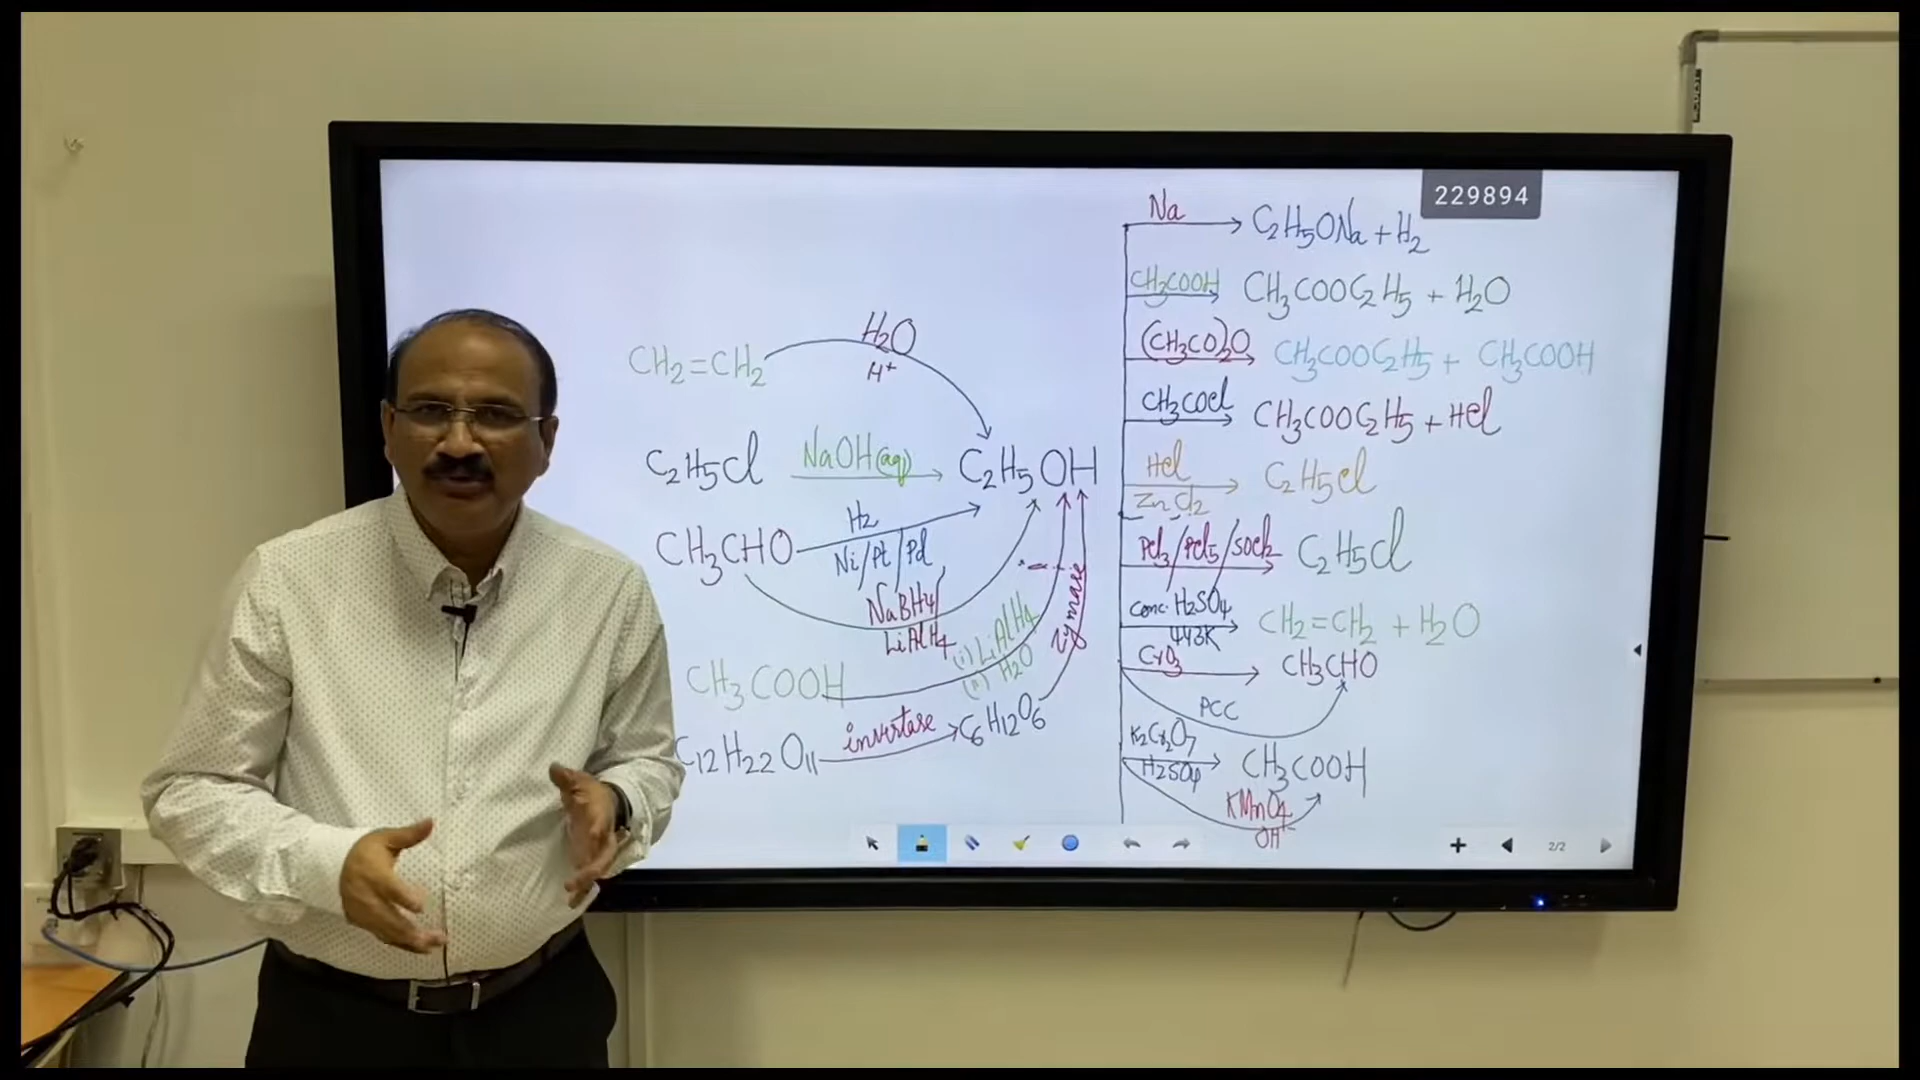 229894
CH2=CH2
H2O
H+
C2H5Cl
NaOH(aq)
C2H5OH
CH3CHO
H2
Ni/Pt/Pd
NaBH4/
LiAlH4
CH3COOH
(i) LiAlH4
(ii) H2O
zymase
C12H22O11
invertase
C6H12O6
Na
C2H5ONa + H2
CH3COOH
CH3COOC2H5 + H2O
(CH3CO)2O
CH3COOC2H5 + CH3COOH
CH3COCl
CH3COOC2H5 + HCl
HCl
ZnCl2
C2H5Cl
PCl3/PCl5/SOCl2
C2H5Cl
Conc. H2SO4
443K
CH2=CH2 + H2O
CrO3
CH3CHO
PCC
K2Cr2O7
H2SO4
CH3COOH
KMnO4
OH-
2/2